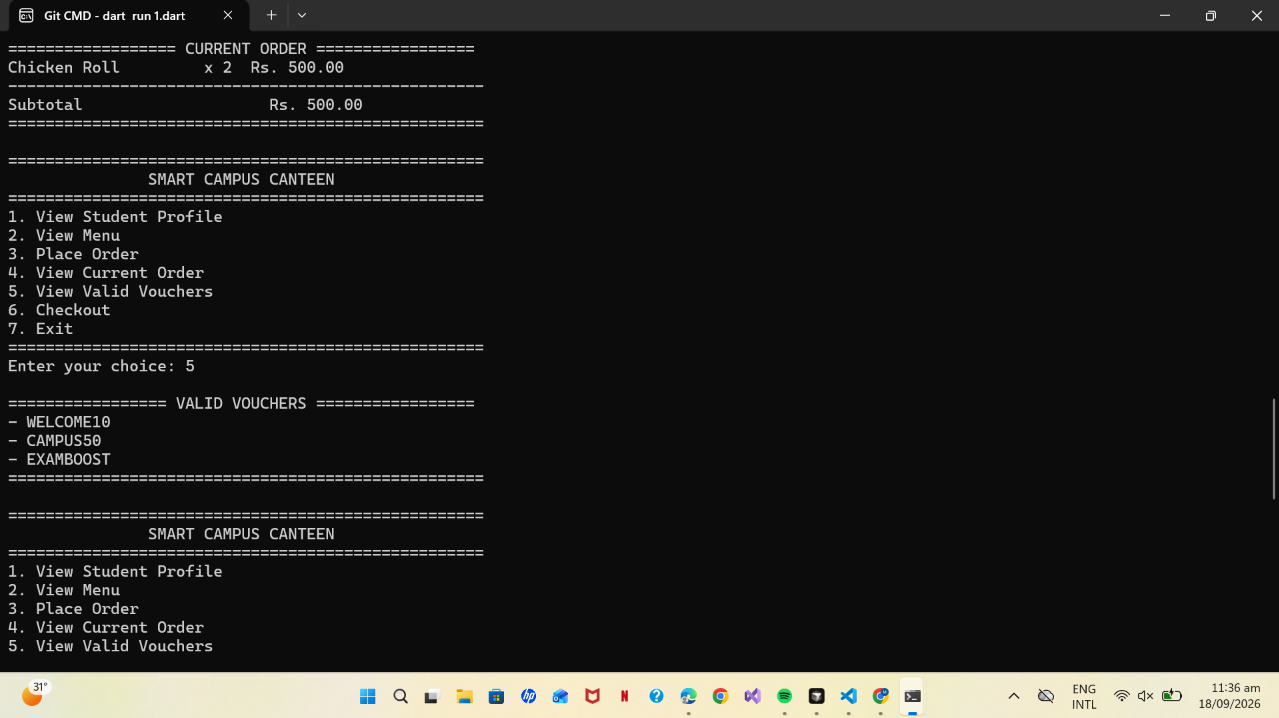 Git CMD - dart  run 1.dart
================== CURRENT ORDER =================
Chicken Roll         x 2  Rs. 500.00
---------------------------------------------------
Subtotal                    Rs. 500.00
===================================================
===================================================
               SMART CAMPUS CANTEEN
===================================================
1. View Student Profile
2. View Menu
3. Place Order
4. View Current Order
5. View Valid Vouchers
6. Checkout
7. Exit
===================================================
Enter your choice: 5
================= VALID VOUCHERS =================
- WELCOME10
- CAMPUS50
- EXAMBOOST
===================================================
===================================================
               SMART CAMPUS CANTEEN
===================================================
1. View Student Profile
2. View Menu
3. Place Order
4. View Current Order
5. View Valid Vouchers
31°
ENG
INTL
11:36 am
18/09/2026